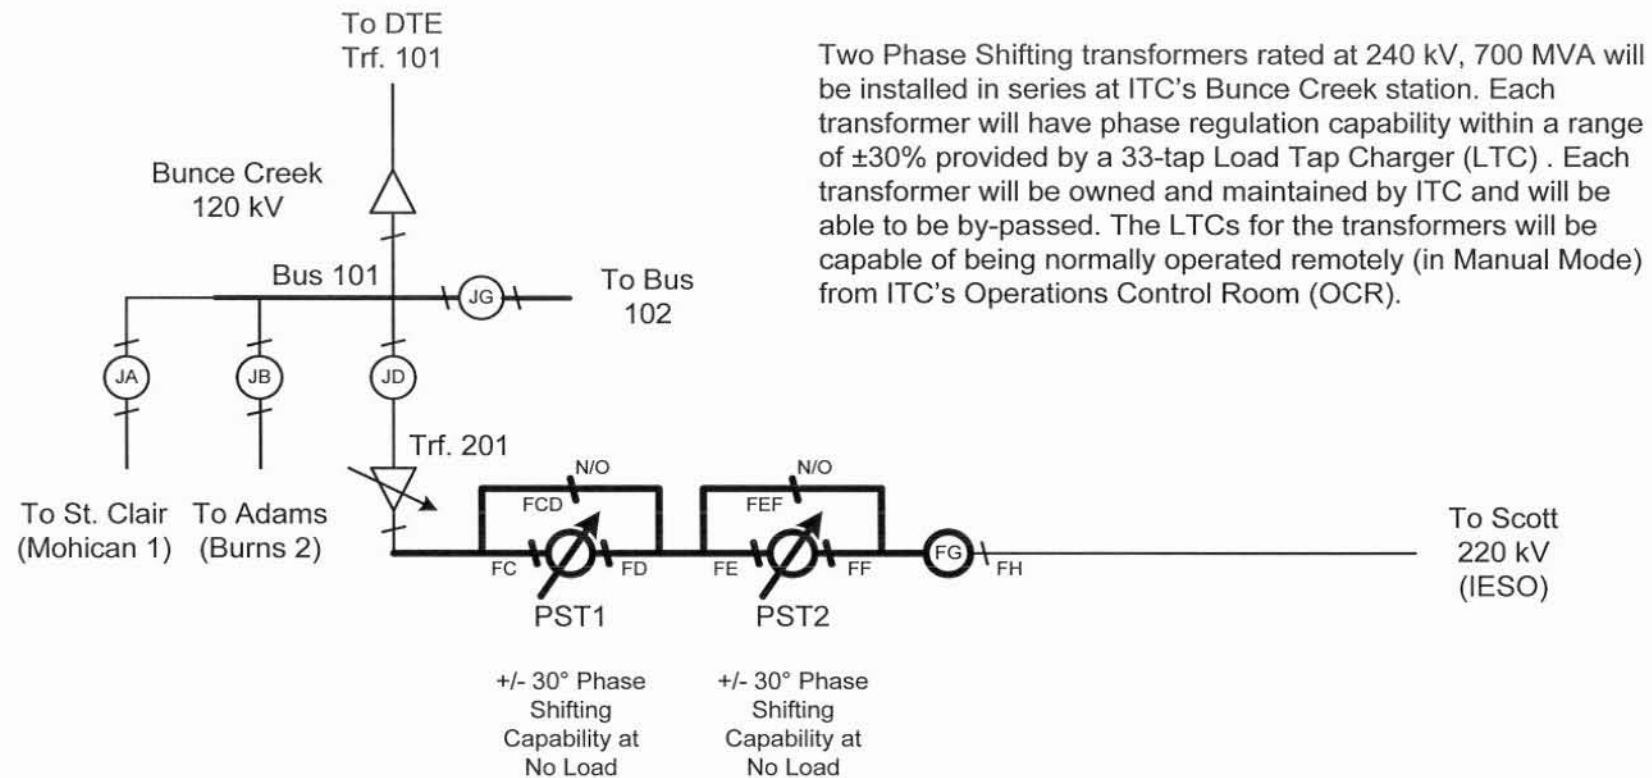 To DTE
Trf. 101
Two Phase Shifting transformers rated at 240 kV, 700 MVA will
be installed in series at ITC's Bunce Creek station. Each
transformer will have phase regulation capability within a range
of ±30% provided by a 33-tap Load Tap Charger (LTC) . Each
transformer will be owned and maintained by ITC and will be
able to be by-passed. The LTCs for the transformers will be
capable of being normally operated remotely (in Manual Mode)
from ITC's Operations Control Room (OCR).
Bunce Creek
120 kV
Bus 101
JG
To Bus
102
JA
JB
JD
Trf. 201
To St. Clair
(Mohican 1)
To Adams
(Burns 2)
N/O
FCD
FC
FD
PST1
N/O
FEF
FE
FF
PST2
FG
FH
To Scott
220 kV
(IESO)
+/- 30° Phase
Shifting
Capability at
No Load
+/- 30° Phase
Shifting
Capability at
No Load